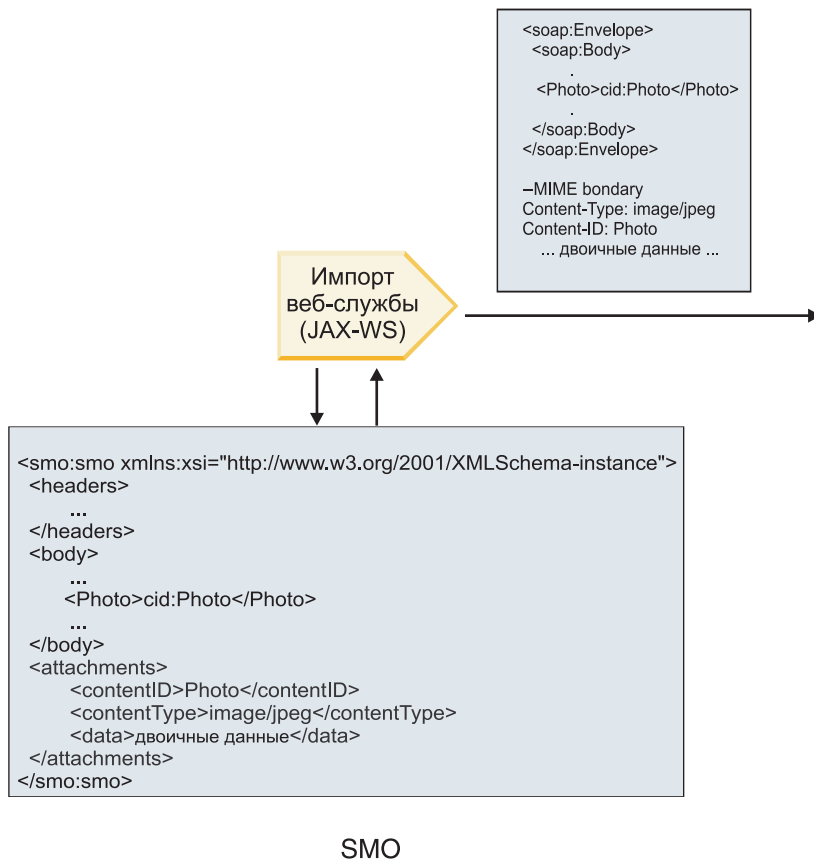 <soap:Envelope>
<soap:Body>
.
<Photo>cid:Photo</Photo>
.
</soap:Body>
</soap:Envelope>
–MIME bondary
Content-Type: image/jpeg
Content-ID: Photo
... двоичные данные ...
Импорт
веб-службы
(JAX-WS)
<smo:smo xmlns:xsi="http://www.w3.org/2001/XMLSchema-instance">
<headers>
...
</headers>
<body>
...
<Photo>cid:Photo</Photo>
...
</body>
<attachments>
<contentID>Photo</contentID>
<contentType>image/jpeg</contentType>
<data>двоичные данные</data>
</attachments>
</smo:smo>
SMO